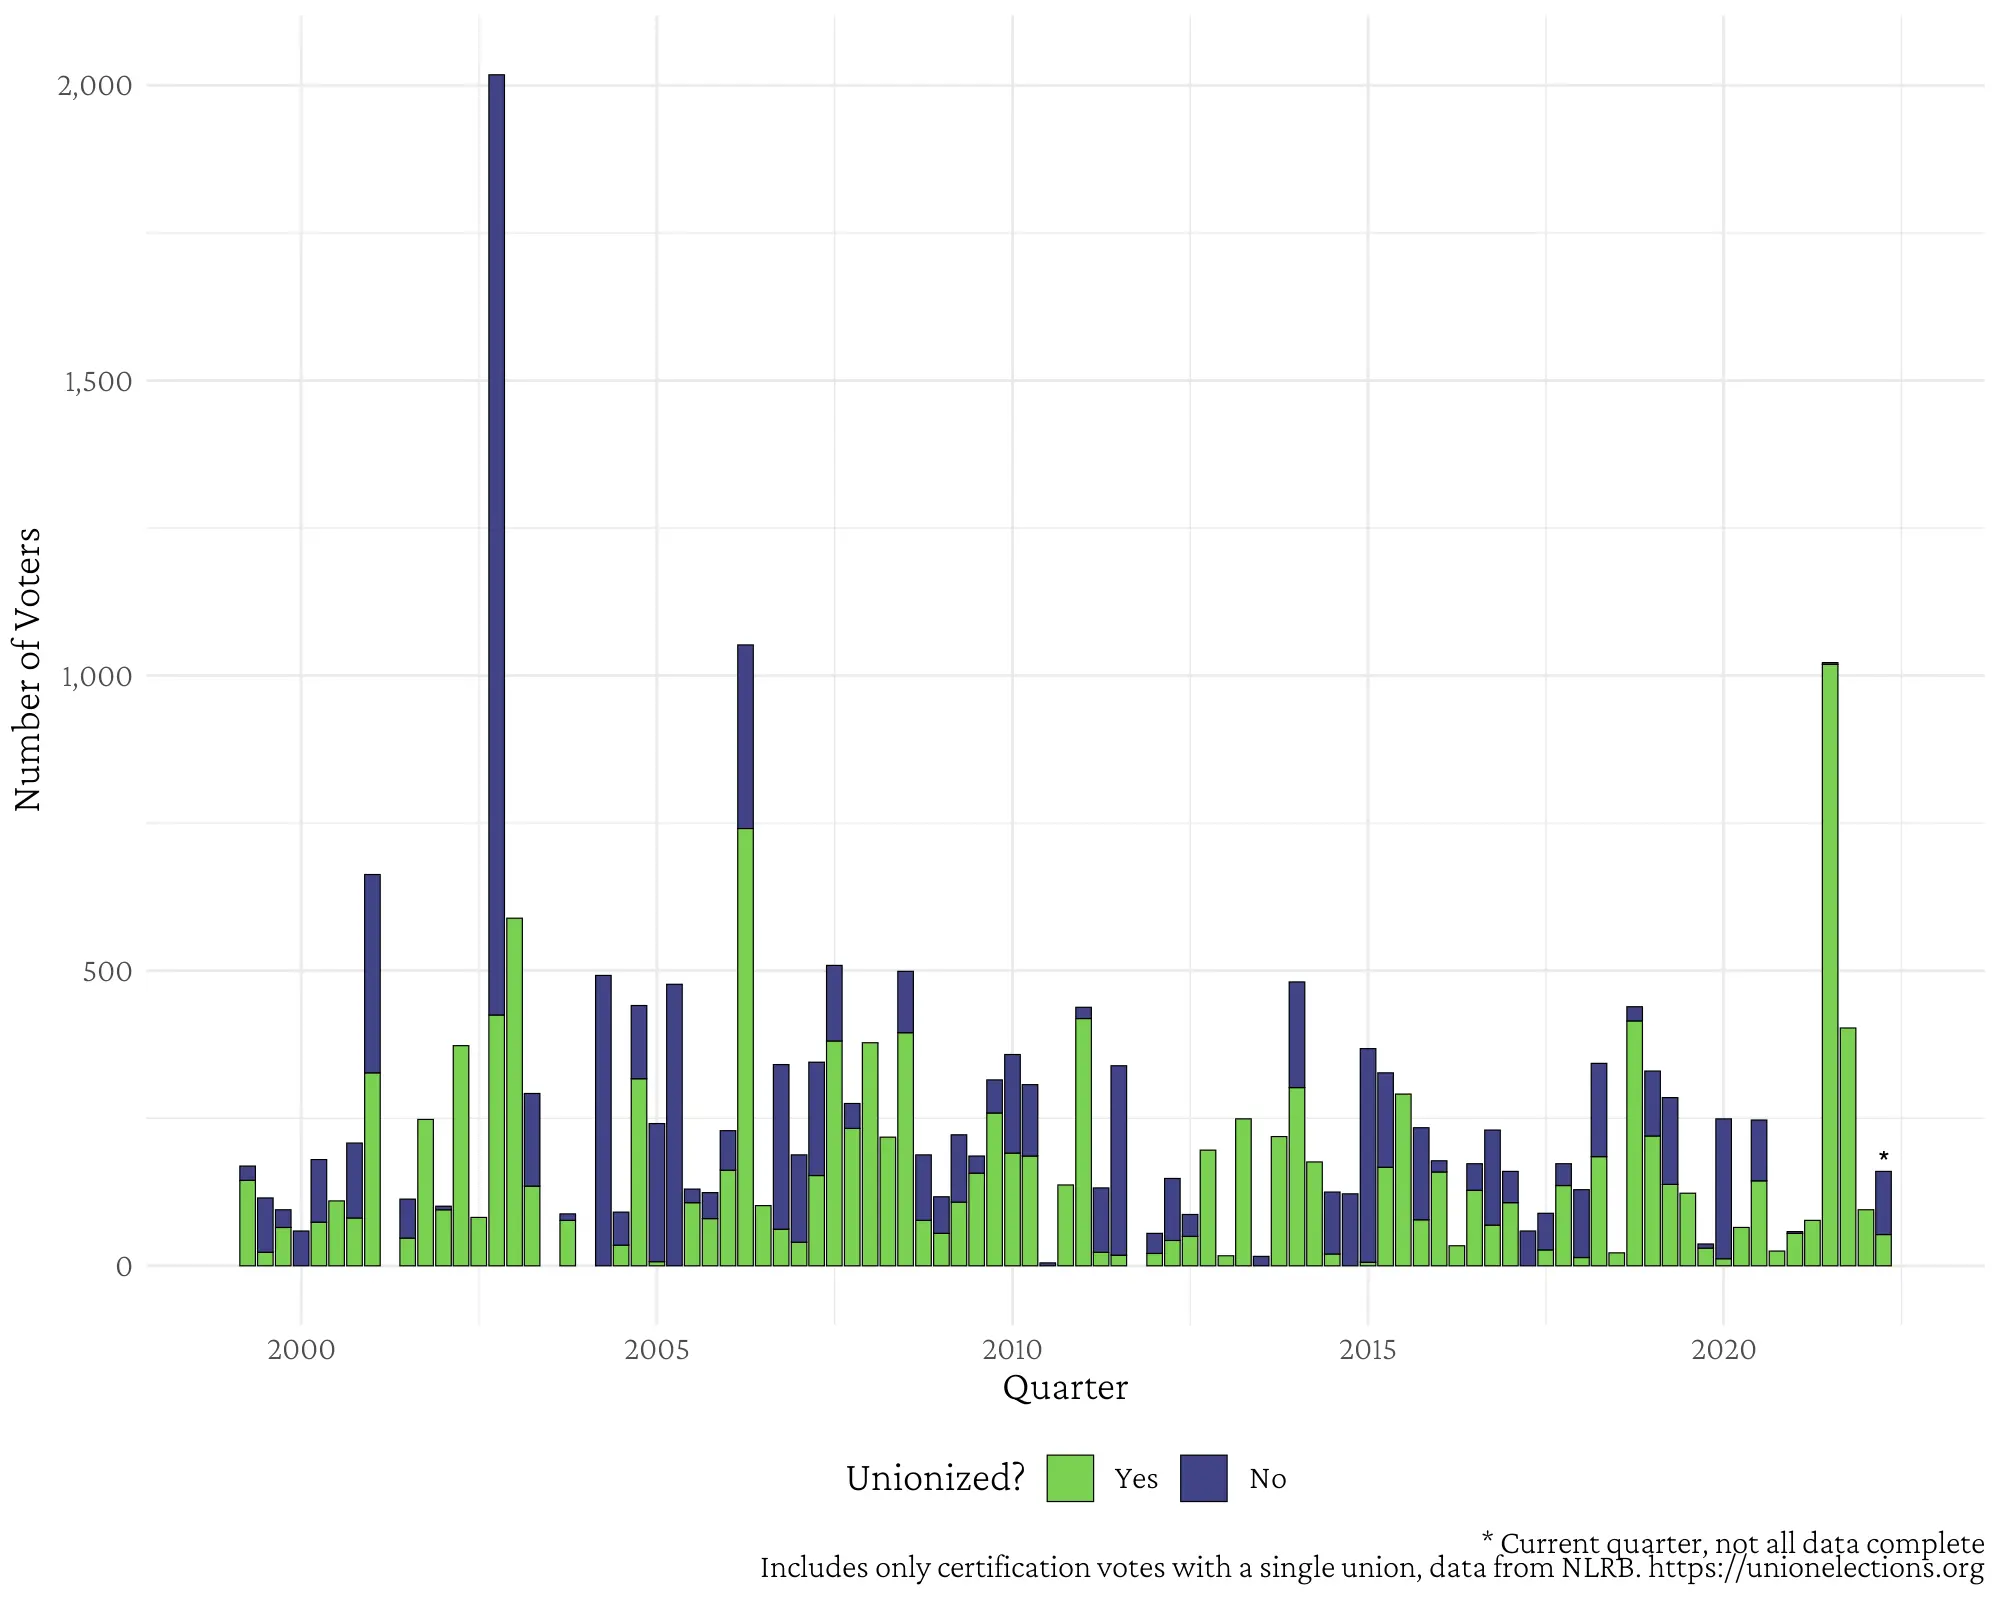 Number of Voters
2,000
1,500
1,000
500
0
*
2000 2005 2010 2015 2020
Quarter
Unionized? Yes No
* Current quarter, not all data complete
Includes only certification votes with a single union, data from NLRB. https://unionelections.org